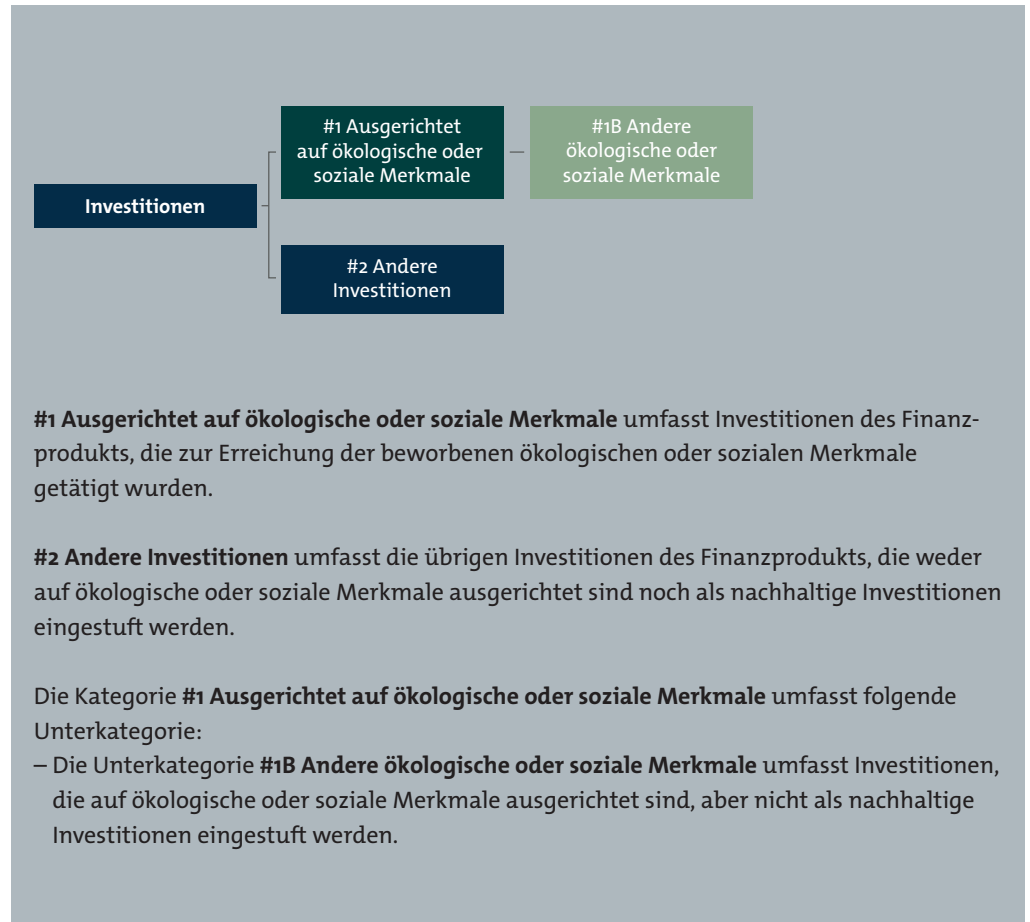 #1 Ausgerichtet
auf ökologische oder
soziale Merkmale
#1B Andere
ökologische oder
soziale Merkmale
Investitionen
#2 Andere
Investitionen
#1 Ausgerichtet auf ökologische oder soziale Merkmale umfasst Investitionen des Finanz-
produkts, die zur Erreichung der beworbenen ökologischen oder sozialen Merkmale
getätigt wurden.
#2 Andere Investitionen umfasst die übrigen Investitionen des Finanzprodukts, die weder
auf ökologische oder soziale Merkmale ausgerichtet sind noch als nachhaltige Investitionen
eingestuft werden.
Die Kategorie #1 Ausgerichtet auf ökologische oder soziale Merkmale umfasst folgende
Unterkategorie:
– Die Unterkategorie #1B Andere ökologische oder soziale Merkmale umfasst Investitionen,
die auf ökologische oder soziale Merkmale ausgerichtet sind, aber nicht als nachhaltige
Investitionen eingestuft werden.